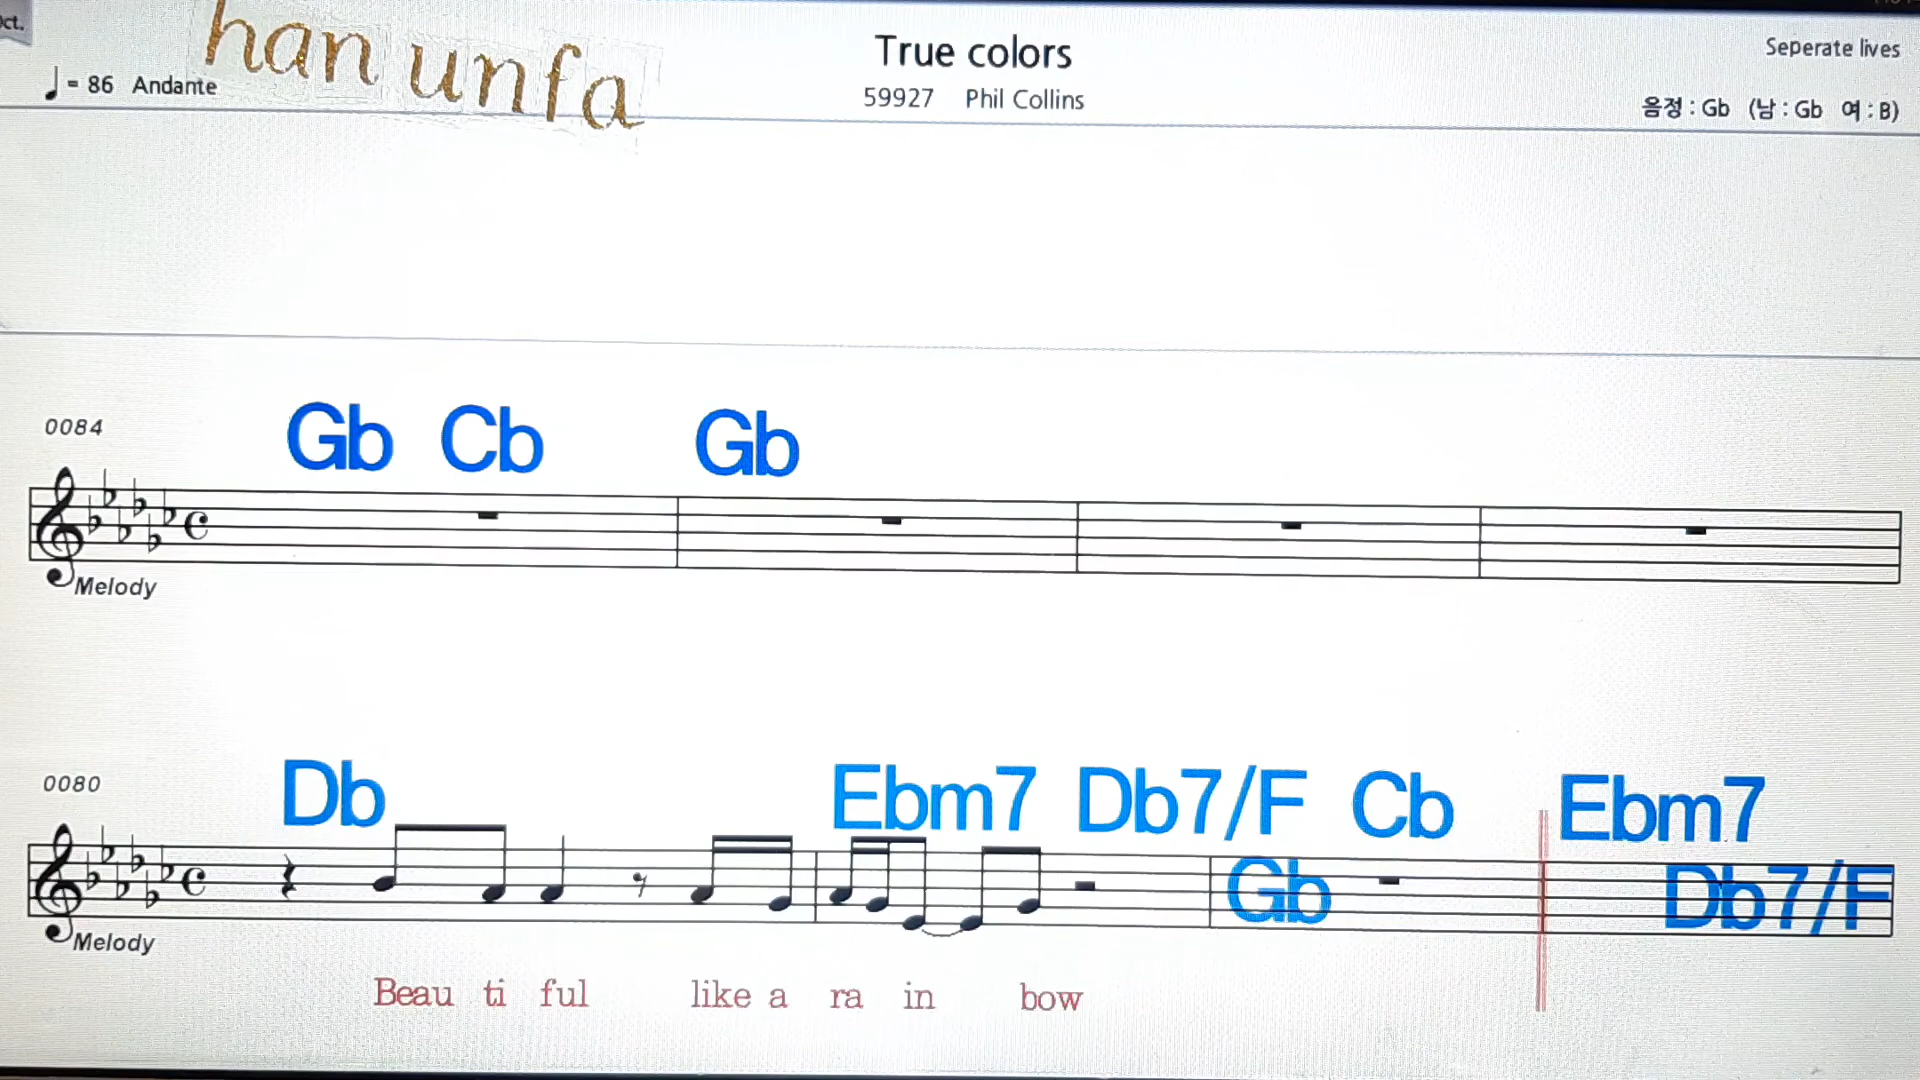 Oct.
han unfa
♩ = 86 Andante
True colors
59927 Phil Collins
Seperate lives
음정 : Gb (남 : Gb 여 : B)
0084
Gb Cb Gb
Melody
0080
Db Ebm7 Db7/F Cb Ebm7
Gb Db7/F
Melody
Beau ti ful like a ra in bow